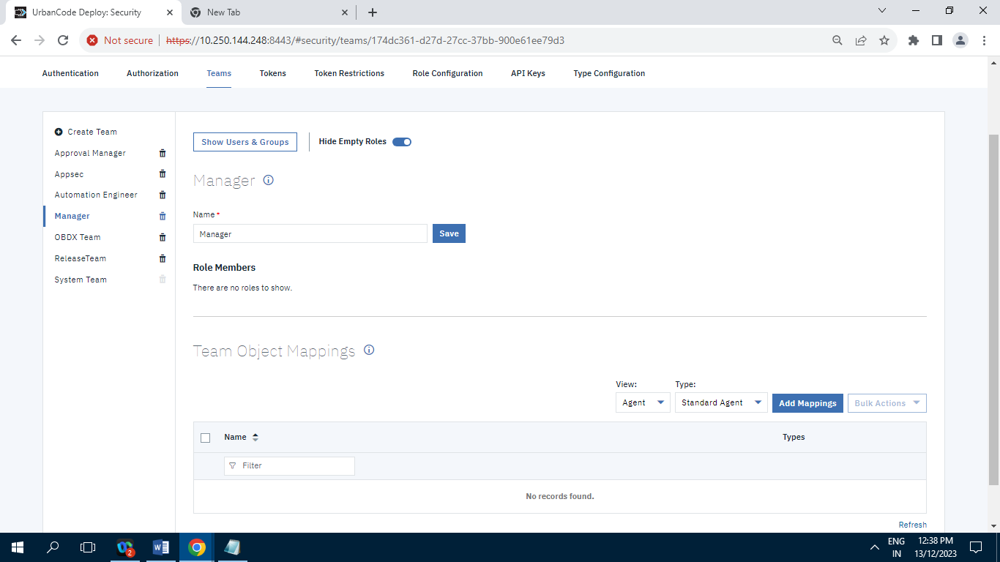 UrbanCode Deploy: Security
New Tab
Not secure https://10.250.144.248:8443/#security/teams/174dc361-d27d-27cc-37bb-900e61ee79d3
Authentication Authorization Teams Tokens Token Restrictions Role Configuration API Keys Type Configuration
Create Team
Approval Manager
Appsec
Automation Engineer
Manager
OBDX Team
ReleaseTeam
System Team
Show Users & Groups
Hide Empty Roles
Manager
Name *
Manager
Save
Role Members
There are no roles to show.
Team Object Mappings
View: Type:
Agent Standard Agent Add Mappings Bulk Actions
Name Types
Filter
No records found.
Refresh
2
ENG
IN
12:38 PM
13/12/2023